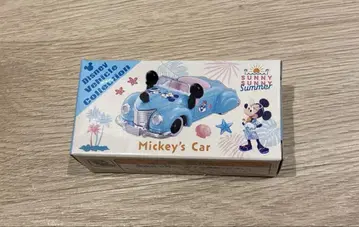 Disney
Vehicle
Collection
SUNNY
SUNNY
Summer
Mickey's Car